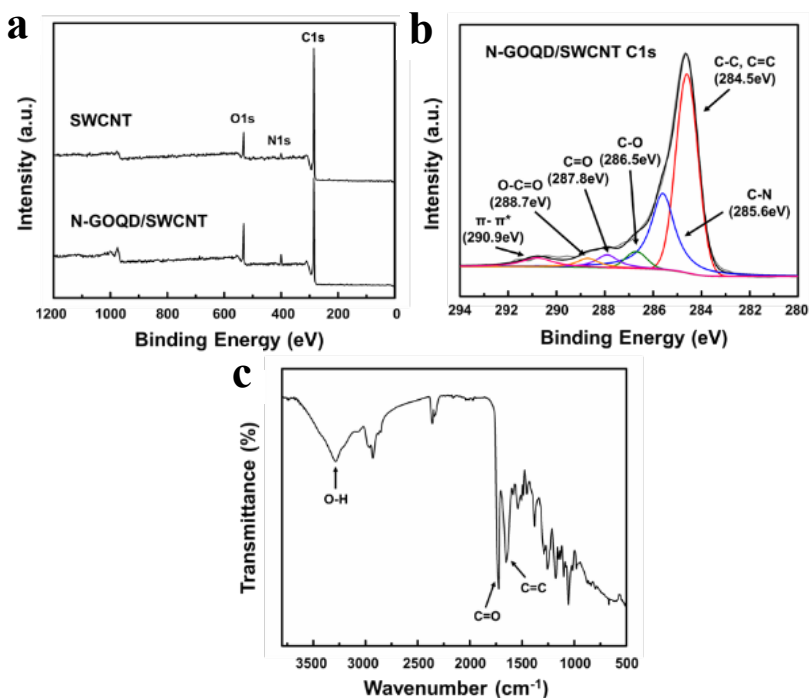 a
Intensity (a.u.)
C1s
O1s
N1s
SWCNT
N-GOQD/SWCNT
1200 1000 800 600 400 200 0
Binding Energy (eV)
b
Intensity (a.u.)
N-GOQD/SWCNT C1s
C-C, C=C
(284.5eV)
C-O
(286.5eV)
C=O
(287.8eV)
O-C=O
(288.7eV)
C-N
(285.6eV)
π- π*
(290.9eV)
294 292 290 288 286 284 282 280
Binding Energy (eV)
c
Transmittance (%)
O-H
C=C
C=O
3500 3000 2500 2000 1500 1000 500
Wavenumber (cm⁻¹)